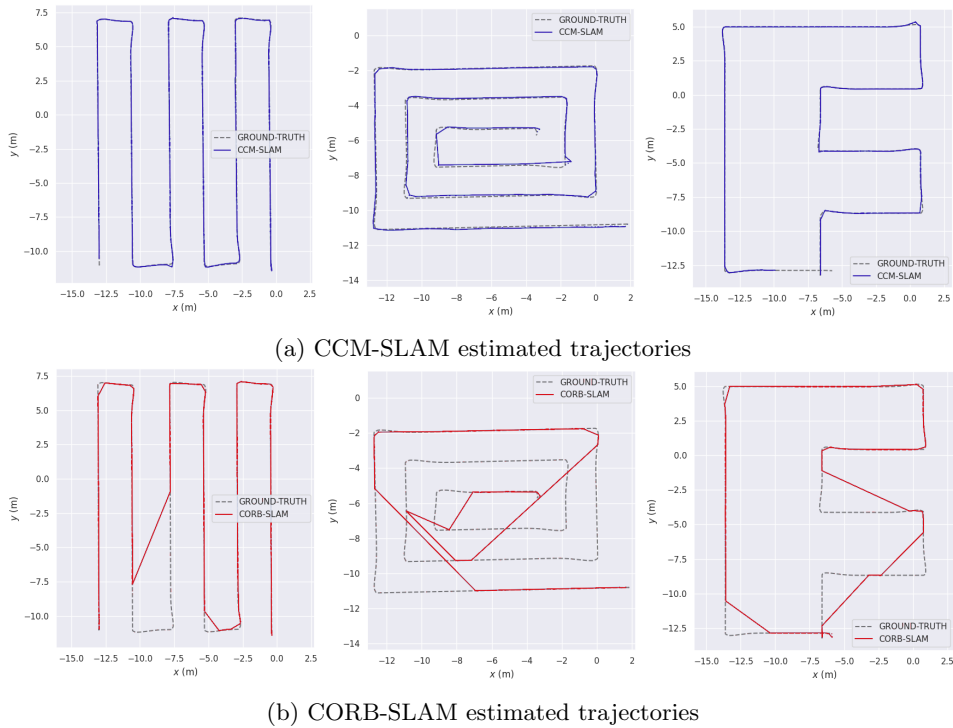 7.5
5.0
2.5
0.0
−2.5
−5.0
−7.5
−10.0
y (m)
GROUND-TRUTH
CCM-SLAM
−15.0 −12.5 −10.0 −7.5 −5.0 −2.5 0.0 2.5
x (m)
0
−2
−4
−6
−8
−10
−12
−14
y (m)
GROUND-TRUTH
CCM-SLAM
−12 −10 −8 −6 −4 −2 0 2
x (m)
5.0
2.5
0.0
−2.5
−5.0
−7.5
−10.0
−12.5
y (m)
GROUND-TRUTH
CCM-SLAM
−15.0 −12.5 −10.0 −7.5 −5.0 −2.5 0.0 2.5
x (m)
(a) CCM-SLAM estimated trajectories
7.5
5.0
2.5
0.0
−2.5
−5.0
−7.5
−10.0
y (m)
GROUND-TRUTH
CORB-SLAM
−15.0 −12.5 −10.0 −7.5 −5.0 −2.5 0.0 2.5
x (m)
0
−2
−4
−6
−8
−10
−12
−14
y (m)
GROUND-TRUTH
CORB-SLAM
−12 −10 −8 −6 −4 −2 0 2
x (m)
5.0
2.5
0.0
−2.5
−5.0
−7.5
−10.0
−12.5
y (m)
GROUND-TRUTH
CORB-SLAM
−15.0 −12.5 −10.0 −7.5 −5.0 −2.5 0.0 2.5
x (m)
(b) CORB-SLAM estimated trajectories